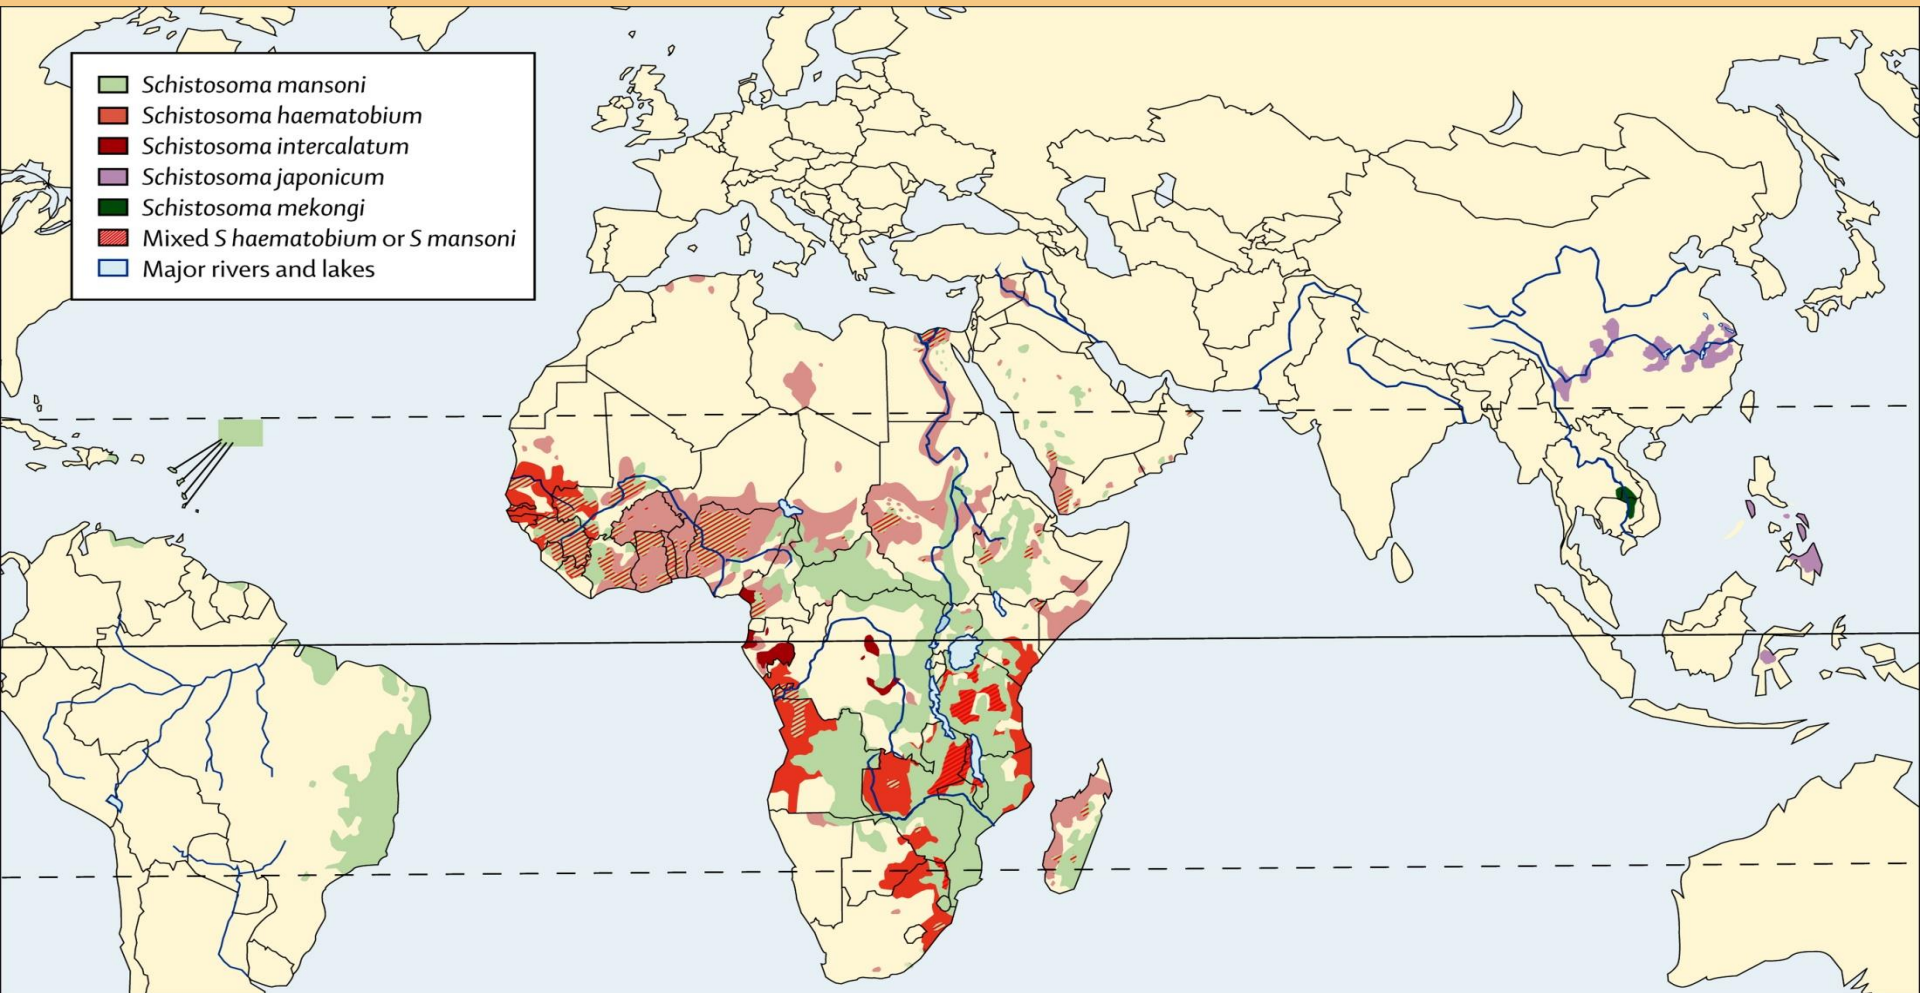 Schistosoma mansoni
Schistosoma haematobium
Schistosoma intercalatum
Schistosoma japonicum
Schistosoma mekongi
Mixed S haematobium or S mansoni
Major rivers and lakes